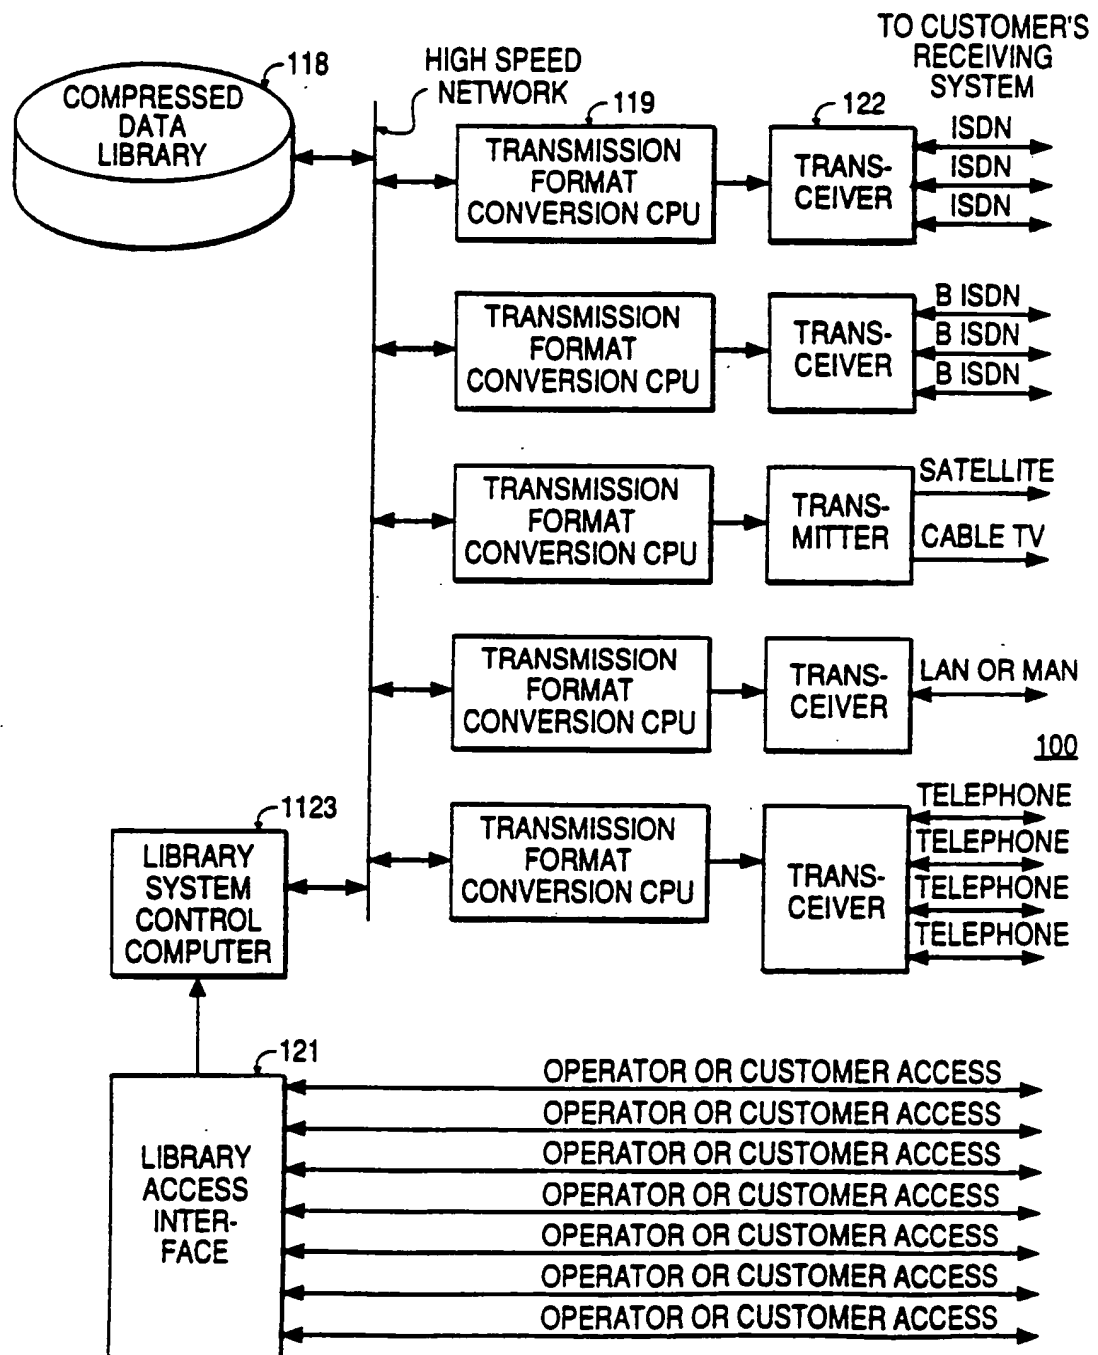 TO CUSTOMER'S
RECEIVING
SYSTEM
118
COMPRESSED
DATA
LIBRARY
HIGH SPEED
NETWORK
119
TRANSMISSION
FORMAT
CONVERSION CPU
122
TRANS-
CEIVER
ISDN
ISDN
ISDN
TRANSMISSION
FORMAT
CONVERSION CPU
TRANS-
CEIVER
B ISDN
B ISDN
B ISDN
TRANSMISSION
FORMAT
CONVERSION CPU
TRANS-
MITTER
SATELLITE
CABLE TV
TRANSMISSION
FORMAT
CONVERSION CPU
TRANS-
CEIVER
LAN OR MAN
100
1123
LIBRARY
SYSTEM
CONTROL
COMPUTER
TRANSMISSION
FORMAT
CONVERSION CPU
TRANS-
CEIVER
TELEPHONE
TELEPHONE
TELEPHONE
TELEPHONE
121
LIBRARY
ACCESS
INTER-
FACE
OPERATOR OR CUSTOMER ACCESS
OPERATOR OR CUSTOMER ACCESS
OPERATOR OR CUSTOMER ACCESS
OPERATOR OR CUSTOMER ACCESS
OPERATOR OR CUSTOMER ACCESS
OPERATOR OR CUSTOMER ACCESS
OPERATOR OR CUSTOMER ACCESS